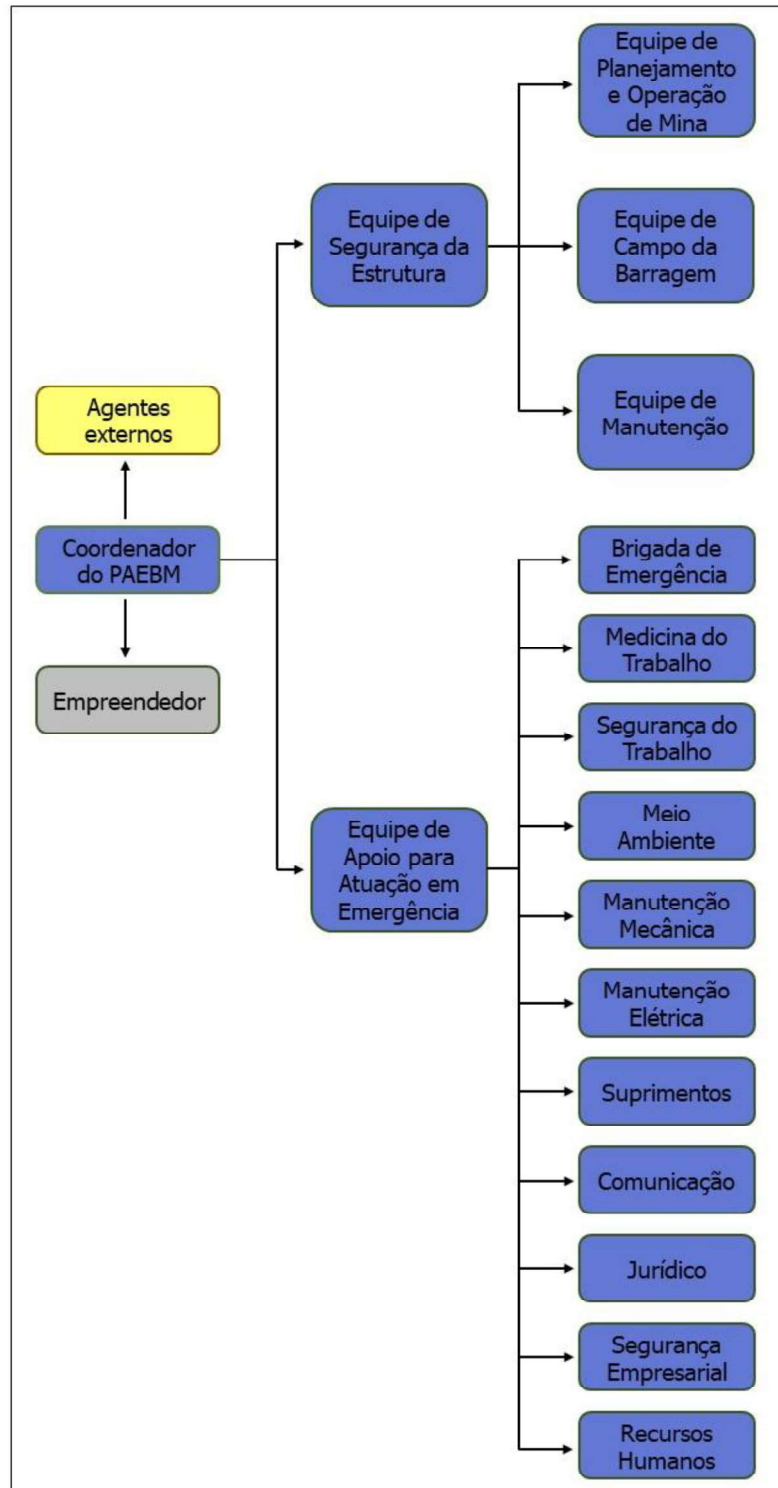 Agentes
externos
Coordenador
do PAEBM
Empreendedor
Equipe de
Segurança da
Estrutura
Equipe de
Planejamento
e Operação
de Mina
Equipe de
Campo da
Barragem
Equipe de
Manutenção
Equipe de
Apoio para
Atuação em
Emergência
Brigada de
Emergência
Medicina do
Trabalho
Segurança do
Trabalho
Meio
Ambiente
Manutenção
Mecânica
Manutenção
Elétrica
Suprimentos
Comunicação
Jurídico
Segurança
Empresarial
Recursos
Humanos